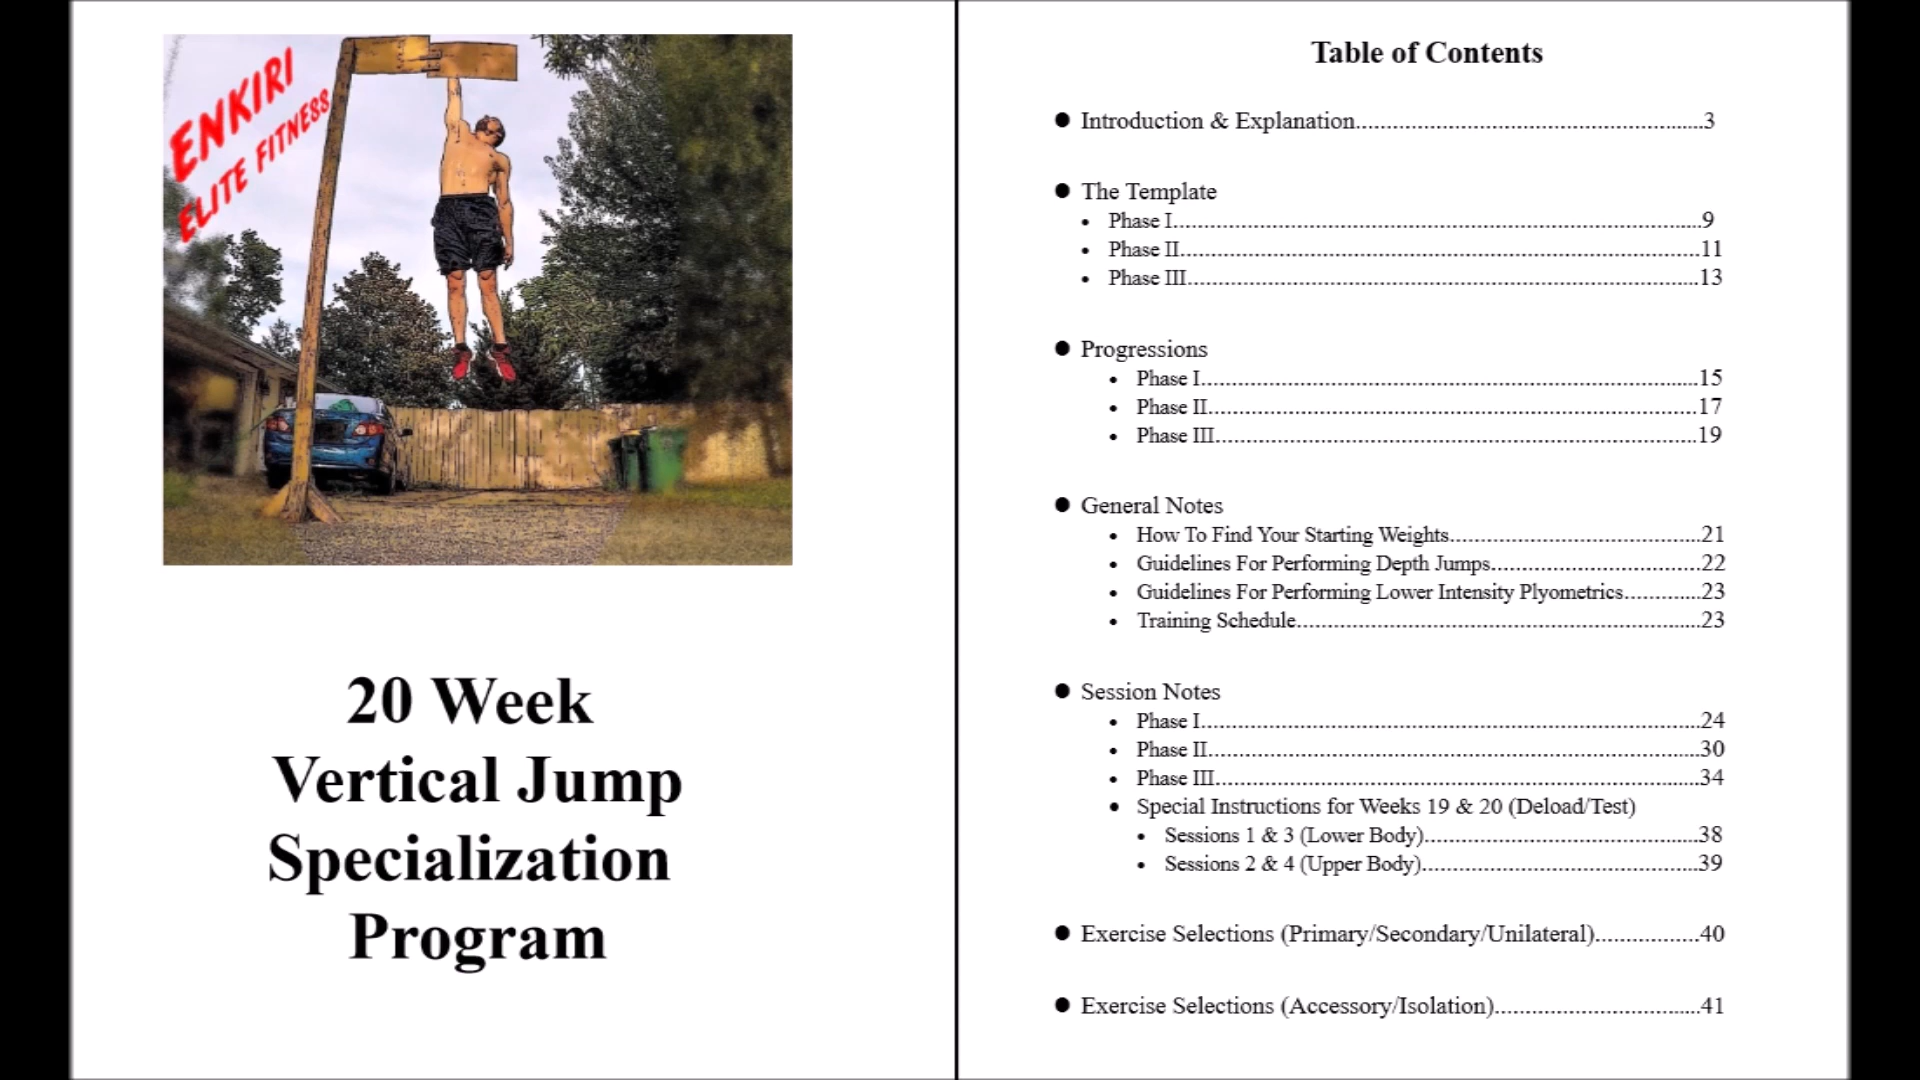 ENKIRI
ELITE FITNESS
20 Week
Vertical Jump
Specialization
Program
Table of Contents
● Introduction & Explanation..........3
● The Template
• Phase I..........9
• Phase II..........11
• Phase III..........13
● Progressions
• Phase I..........15
• Phase II..........17
• Phase III..........19
● General Notes
• How To Find Your Starting Weights..........21
• Guidelines For Performing Depth Jumps..........22
• Guidelines For Performing Lower Intensity Plyometrics..........23
• Training Schedule..........23
● Session Notes
• Phase I..........24
• Phase II..........30
• Phase III..........34
• Special Instructions for Weeks 19 & 20 (Deload/Test)
• Sessions 1 & 3 (Lower Body)..........38
• Sessions 2 & 4 (Upper Body)..........39
● Exercise Selections (Primary/Secondary/Unilateral)..........40
● Exercise Selections (Accessory/Isolation)..........41